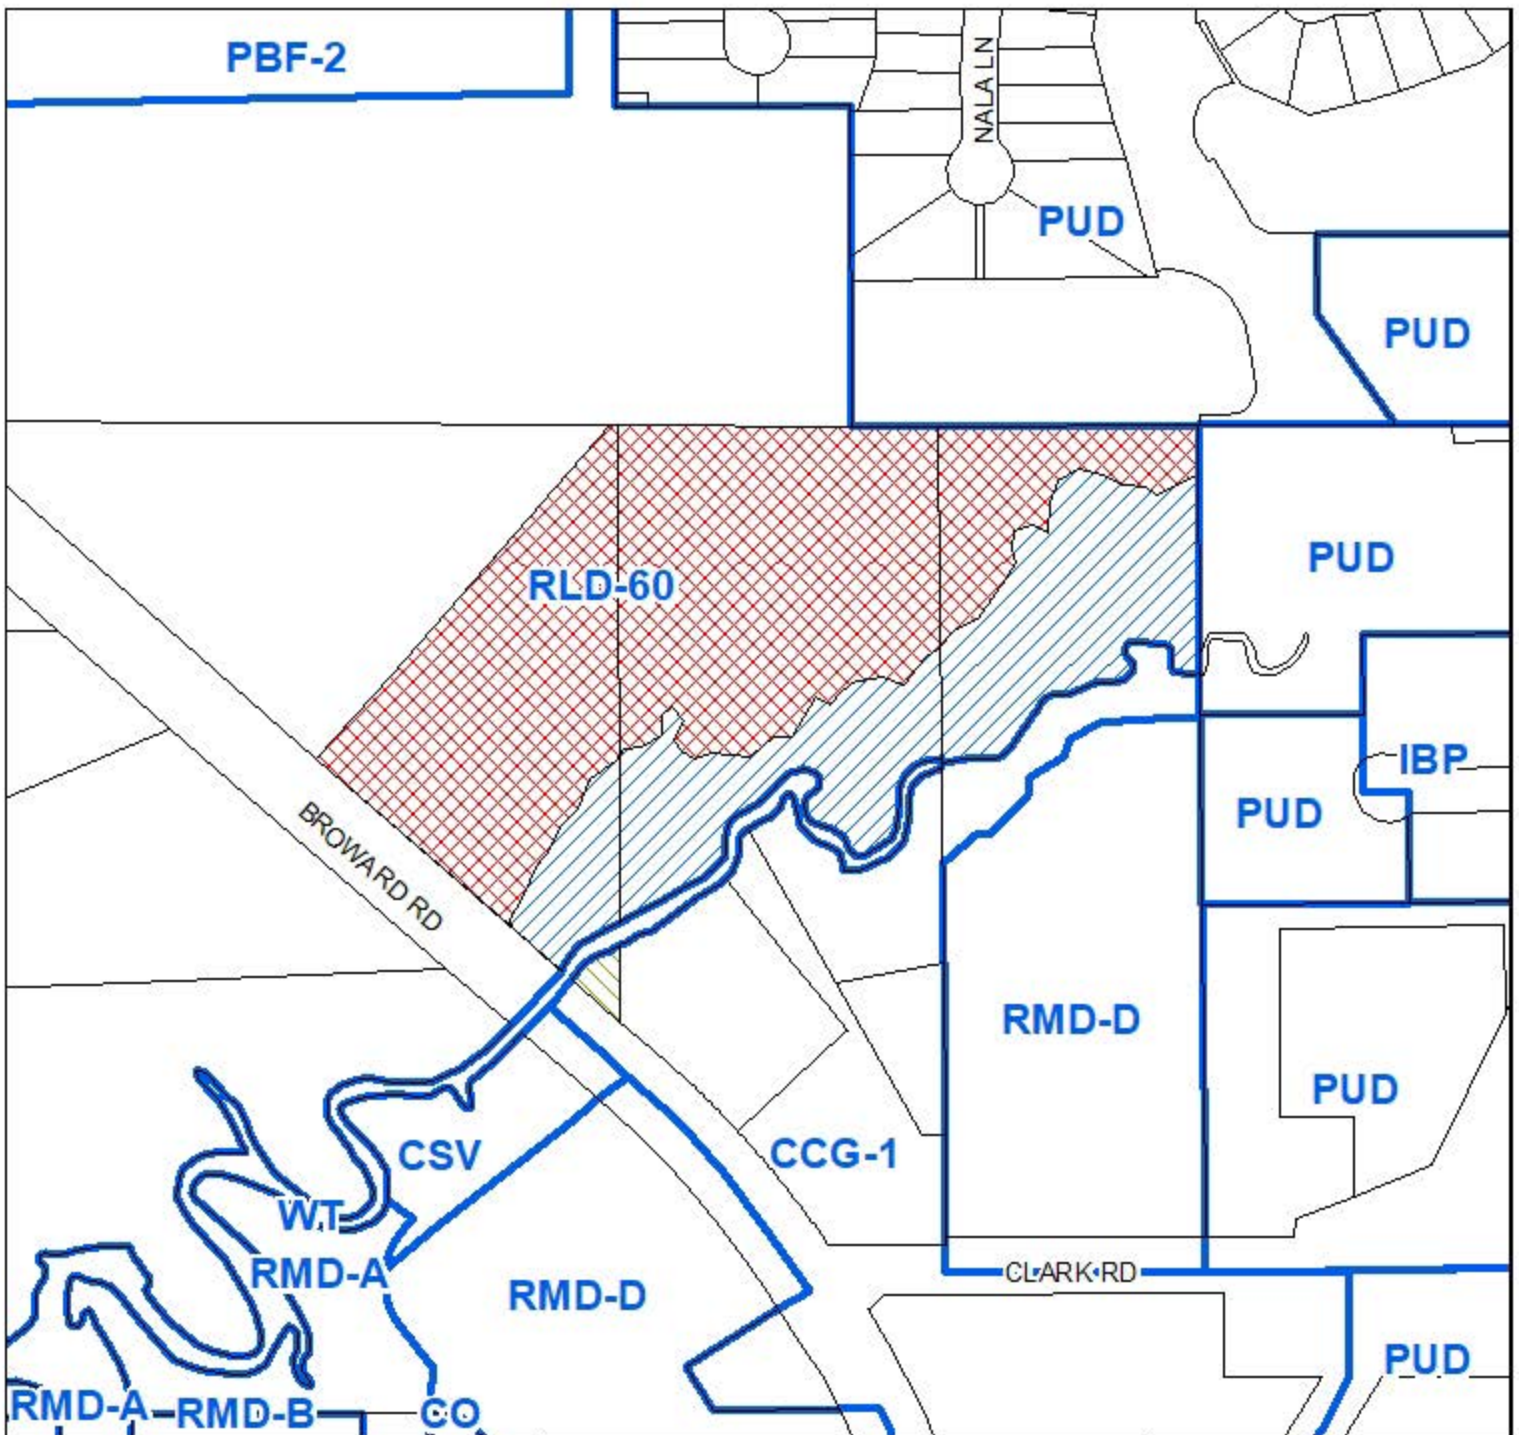 PBF-2
NALA LN
PUD
PUD
RLD-60
PUD
IBP
PUD
BROWARD RD
RMD-D
PUD
CSV
CCG-1
WT
RMD-A
RMD-D
CLARK RD
PUD
RMD-A
RMD-B
CO